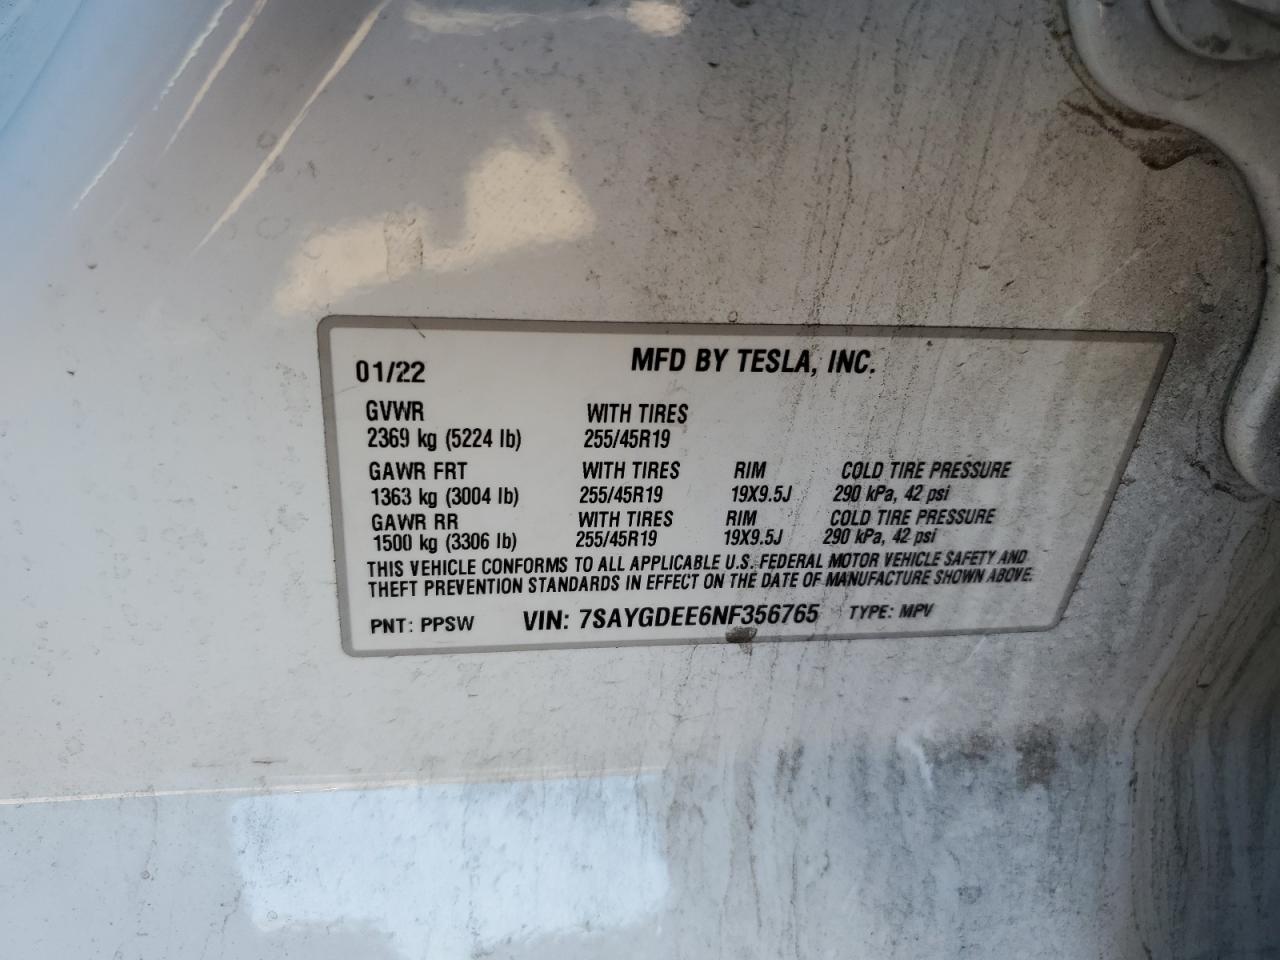 01/22 MFD BY TESLA, INC.
GVWR WITH TIRES
2369 kg (5224 lb) 255/45R19
GAWR FRT WITH TIRES RIM COLD TIRE PRESSURE
1363 kg (3004 lb) 255/45R19 19X9.5J 290 kPa, 42 psi
GAWR RR WITH TIRES RIM COLD TIRE PRESSURE
1500 kg (3306 lb) 255/45R19 19X9.5J 290 kPa, 42 psi
THIS VEHICLE CONFORMS TO ALL APPLICABLE U.S. FEDERAL MOTOR VEHICLE SAFETY AND
THEFT PREVENTION STANDARDS IN EFFECT ON THE DATE OF MANUFACTURE SHOWN ABOVE.
PNT: PPSW VIN: 7SAYGDEE6NF356765 TYPE: MPV